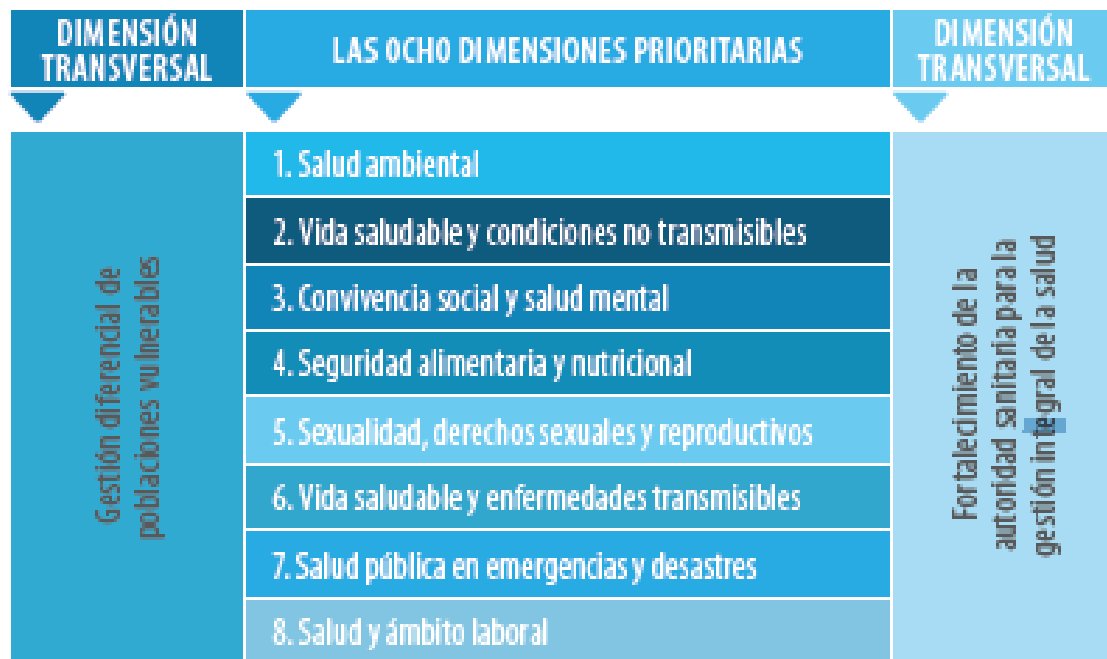 DIMENSIÓN
TRANSVERSAL
LAS OCHO DIMENSIONES PRIORITARIAS
DIMENSIÓN
TRANSVERSAL
Gestión diferencial de
poblaciones vulnerables
1. Salud ambiental
2. Vida saludable y condiciones no transmisibles
3. Convivencia social y salud mental
4. Seguridad alimentaria y nutricional
5. Sexualidad, derechos sexuales y reproductivos
6. Vida saludable y enfermedades transmisibles
7. Salud pública en emergencias y desastres
8. Salud y ámbito laboral
Fortalecimiento de la
autoridad sanitaria para la
gestión integral de la salud